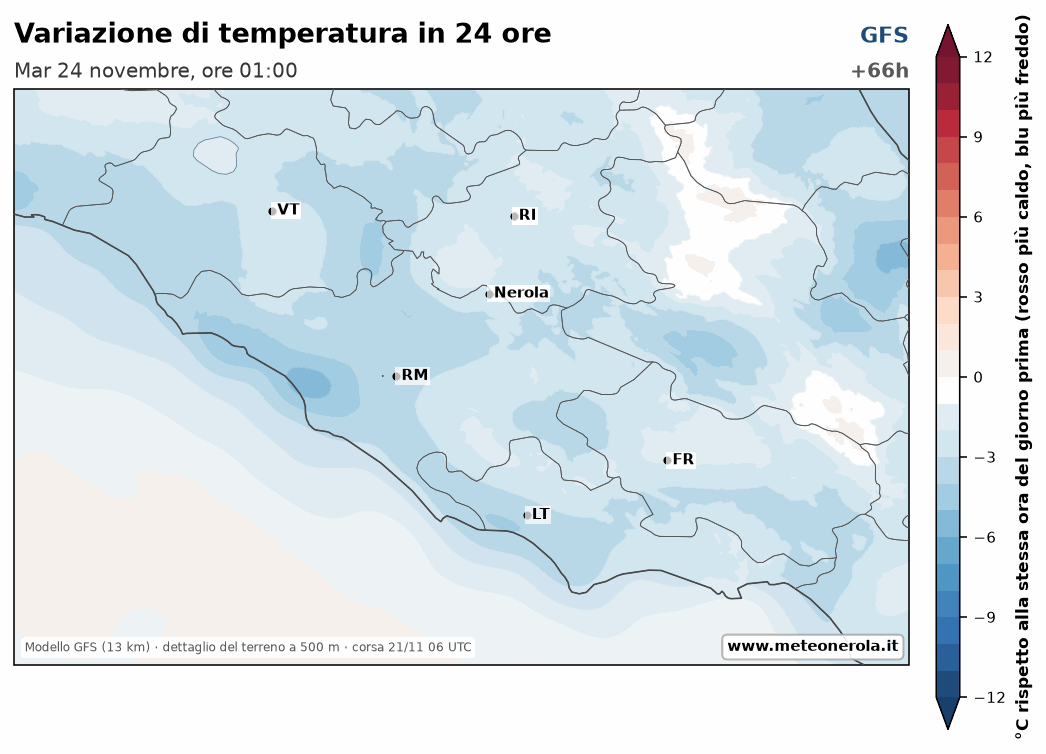 Variazione di temperatura in 24 ore
GFS
Mar 24 novembre, ore 01:00
+66h
VT
RI
Nerola
RM
FR
LT
Modello GFS (13 km) · dettaglio del terreno a 500 m · corsa 21/11 06 UTC
www.meteonerola.it
12
9
6
3
0
−3
−6
−9
−12
°C rispetto alla stessa ora del giorno prima (rosso più caldo, blu più freddo)